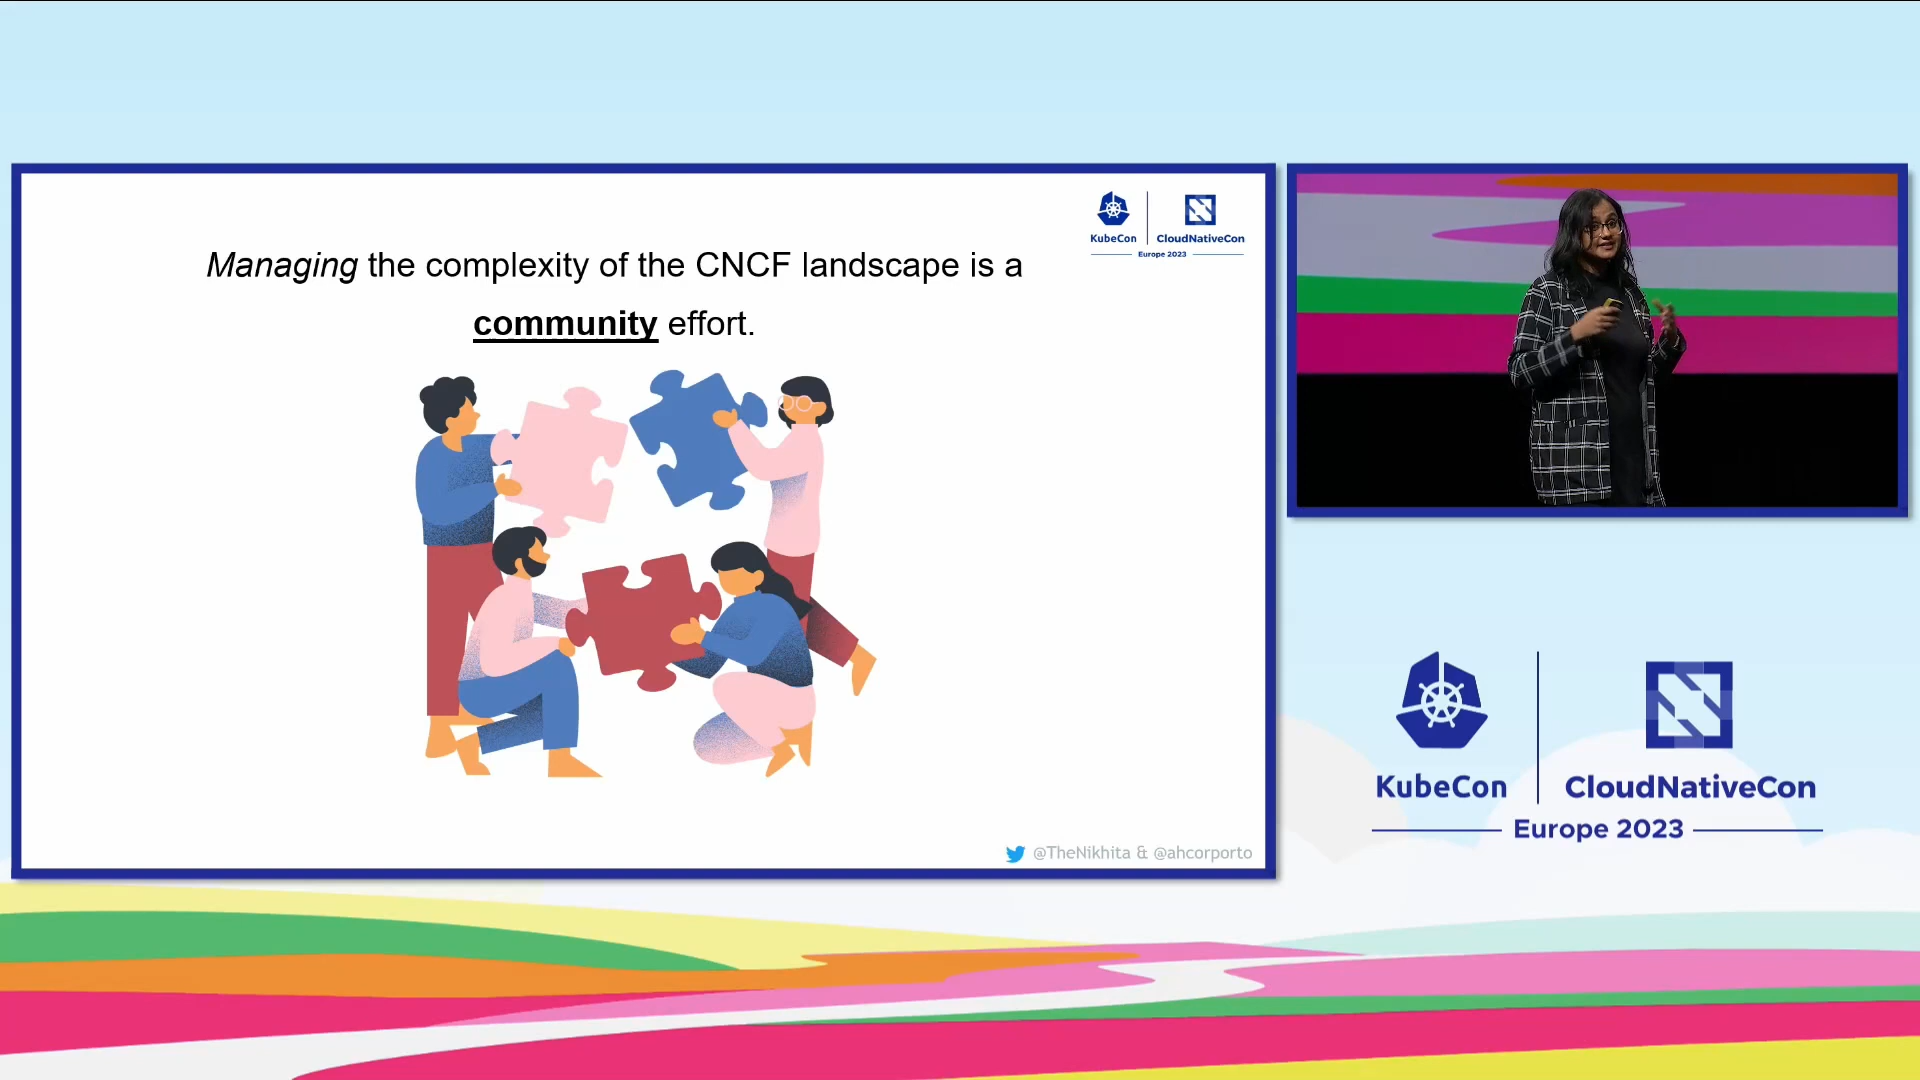 KubeCon
CloudNativeCon
Europe 2023
Managing the complexity of the CNCF landscape is a
community effort.
@TheNikhita & @ahcorporto
KubeCon
CloudNativeCon
Europe 2023